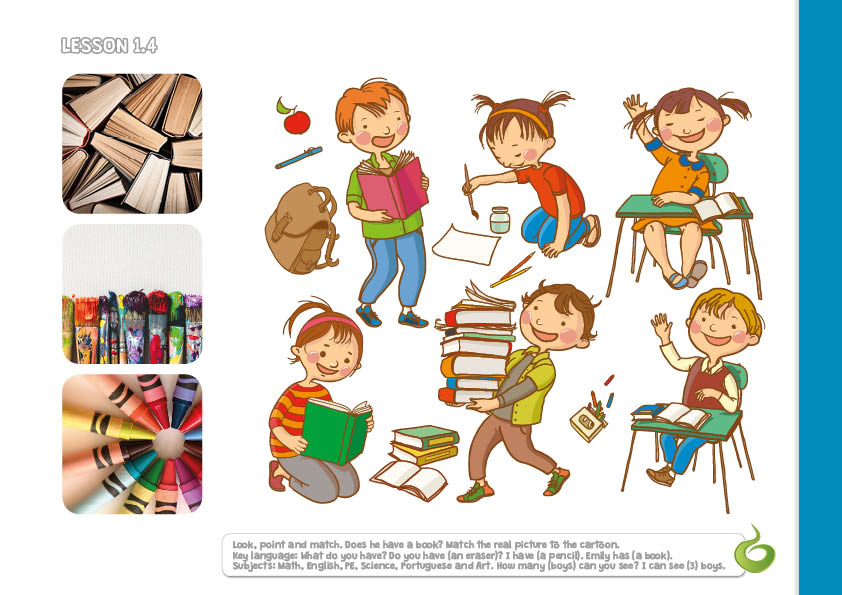 LESSON 1.4
Look, point and match. Does he have a book? Match the real picture to the cartoon.
Key language: What do you have? Do you have (an eraser)? I have (a pencil). Emily has (a book).
Subjects: Math, English, PE, Science, Portuguese and Art. How many (boys) can you see? I can see (3) boys.